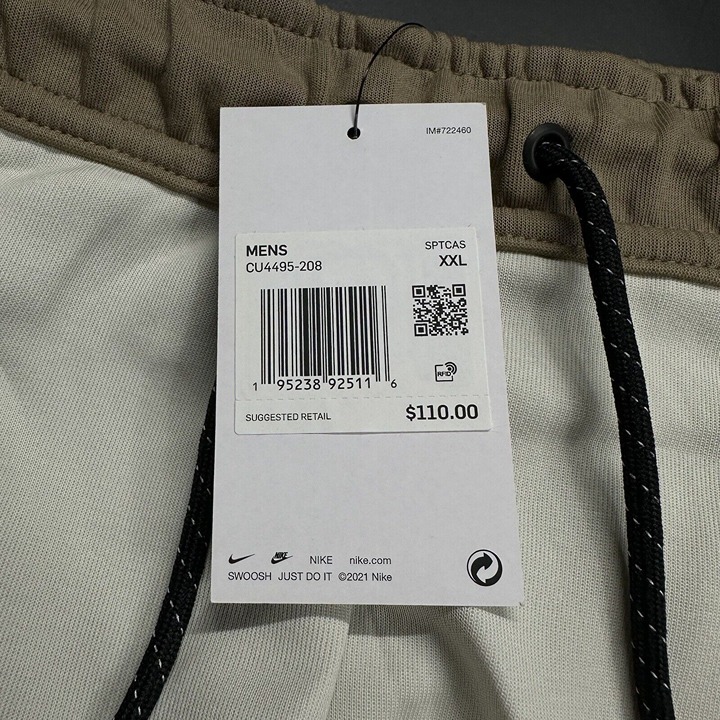 IM#722460
MENS SPTCAS
CU4495-208 XXL
RFID
1 95238 92511 6
SUGGESTED RETAIL $110.00
NIKE NIKE nike.com
SWOOSH JUST DO IT ©2021 Nike